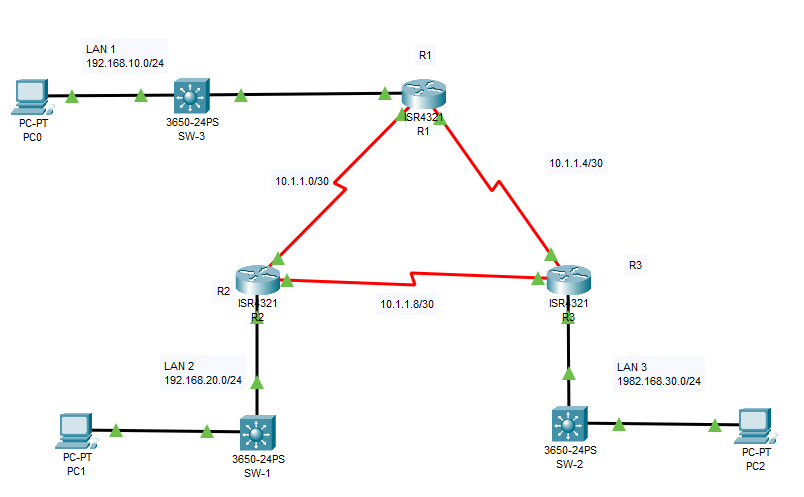 LAN 1
192.168.10.0/24
R1
PC-PT
PC0
3650-24PS
SW-3
ISR4321
R1
10.1.1.0/30
10.1.1.4/30
R2
ISR4321
R2
10.1.1.8/30
R3
ISR4321
R3
LAN 2
192.168.20.0/24
LAN 3
1982.168.30.0/24
PC-PT
PC1
3650-24PS
SW-1
3650-24PS
SW-2
PC-PT
PC2